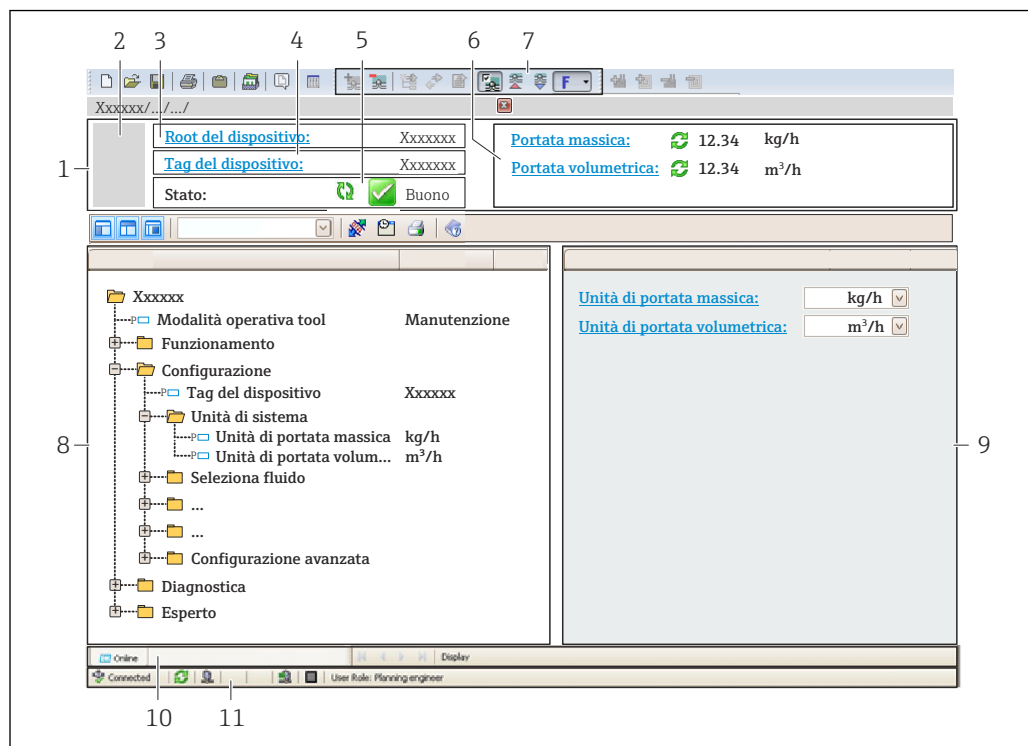 2 3 4 5 6 7
F
Xxxxxx/.../.../
1
Root del dispositivo: Xxxxxxx
Tag del dispositivo: Xxxxxxx
Stato: Buono
Portata massica: 12.34 kg/h
Portata volumetrica: 12.34 m³/h
Xxxxxx
P Modalità operativa tool Manutenzione
Funzionamento
Configurazione
P Tag del dispositivo Xxxxxx
Unità di sistema
P Unità di portata massica kg/h
P Unità di portata volum... m³/h
Seleziona fluido
...
...
Configurazione avanzata
Diagnostica
Esperto
8
Unità di portata massica: kg/h
Unità di portata volumetrica: m³/h
9
Online Display
Connected User Role: Planning engineer
10 11